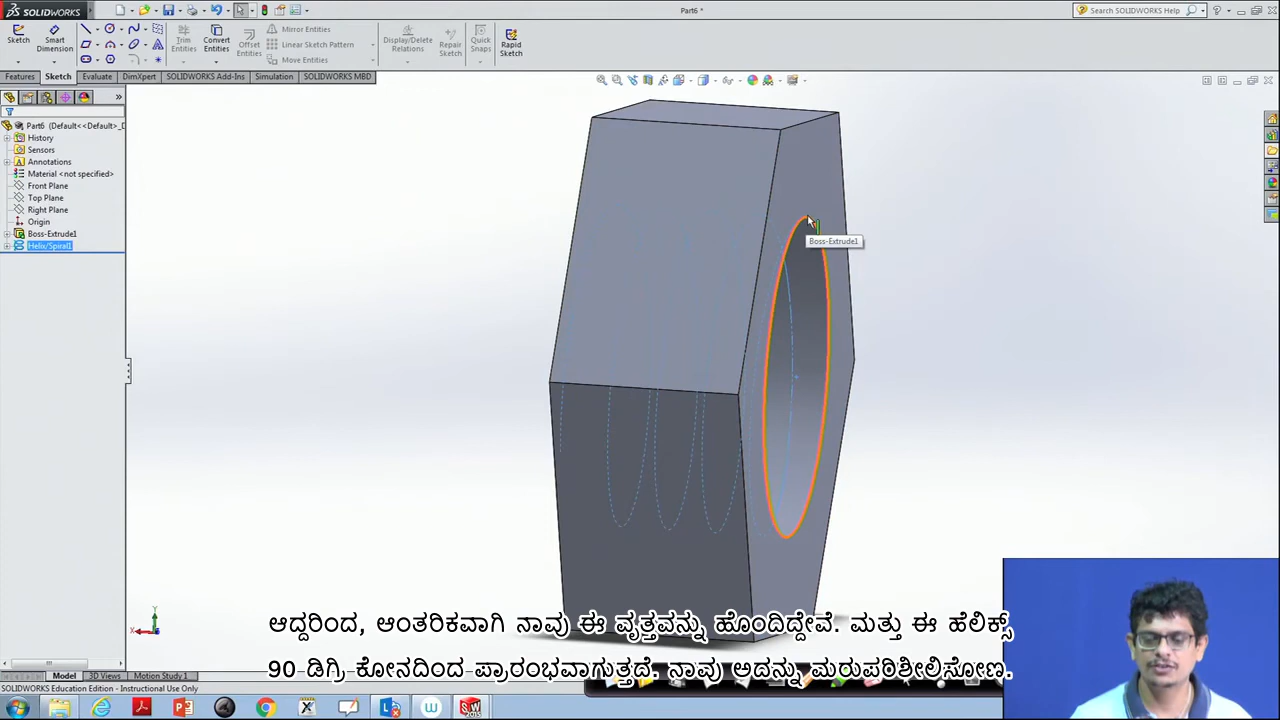 SOLIDWORKS
Part6 *
Search SOLIDWORKS Help
Sketch
Smart Dimension
Trim Entities
Convert Entities
Offset Entities
Mirror Entities
Linear Sketch Pattern
Move Entities
Display/Delete Relations
Repair Sketch
Quick Snaps
Rapid Sketch
Features Sketch Evaluate DimXpert SOLIDWORKS Add-Ins Simulation SOLIDWORKS MBD
Part6 (Default<<Default>_D
History
Sensors
Annotations
Material <not specified>
Front Plane
Top Plane
Right Plane
Origin
Boss-Extrude1
Helix/Spiral1
Boss-Extrude1
ಆದ್ದರಿಂದ, ಆಂತರಿಕವಾಗಿ ನಾವು ಈ ವೃತ್ತವನ್ನು ಹೊಂದಿದ್ದೇವೆ. ಮತ್ತು ಈ ಹೆಲಿಕ್ಸ್
90 ಡಿಗ್ರಿ ಕೋನದಿಂದ ಪ್ರಾರಂಭವಾಗುತ್ತದೆ. ನಾವು ಅದನ್ನು ಮರುಪರಿಶೀಲಿಸೋಣ.
Model 3D Views Motion Study 1
SOLIDWORKS Education Edition - Instructional Use Only